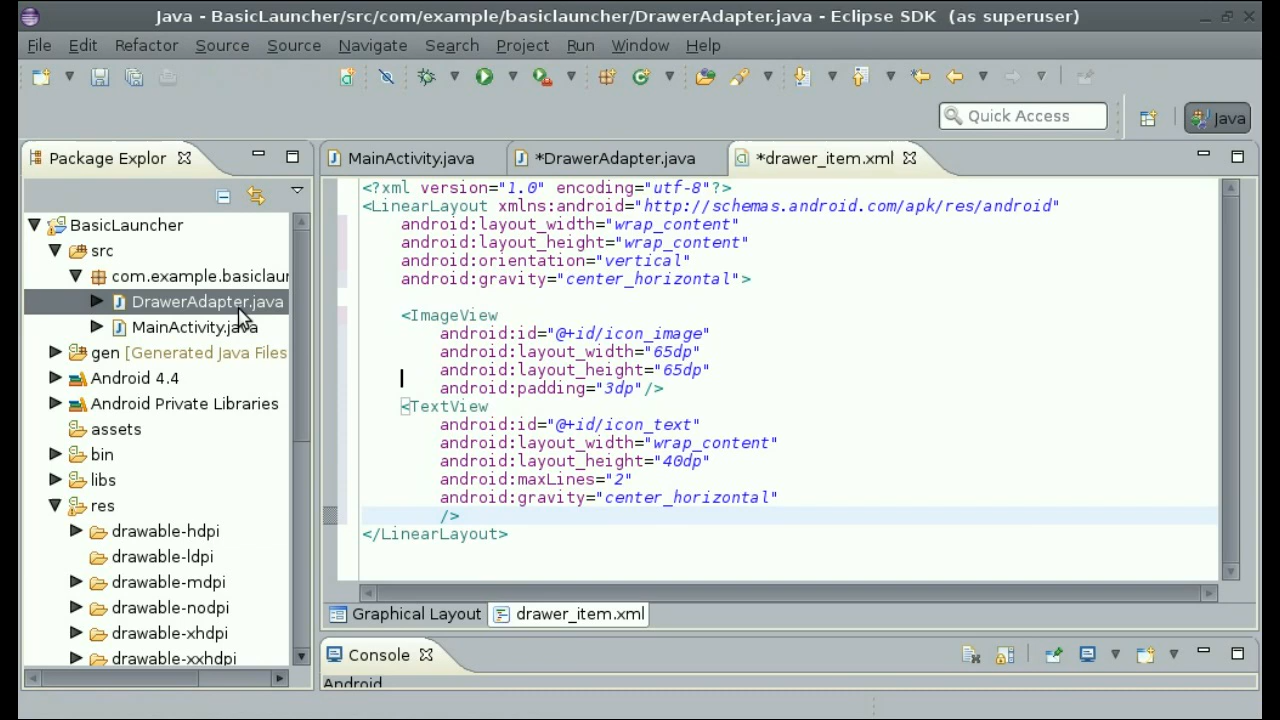 Java - BasicLauncher/src/com/example/basiclauncher/DrawerAdapter.java - Eclipse SDK (as superuser)
File Edit Refactor Source Source Navigate Search Project Run Window Help
Quick Access
Java
Package Explor
MainActivity.java
*DrawerAdapter.java
*drawer_item.xml
BasicLauncher
src
com.example.basiclaur
DrawerAdapter.java
MainActivity.java
gen [Generated Java Files
Android 4.4
Android Private Libraries
assets
bin
libs
res
drawable-hdpi
drawable-ldpi
drawable-mdpi
drawable-nodpi
drawable-xhdpi
drawable-xxhdpi
<?xml version="1.0" encoding="utf-8"?>
<LinearLayout xmlns:android="http://schemas.android.com/apk/res/android"
android:layout_width="wrap_content"
android:layout_height="wrap_content"
android:orientation="vertical"
android:gravity="center_horizontal">
<ImageView
android:id="@+id/icon_image"
android:layout_width="65dp"
android:layout_height="65dp"
android:padding="3dp"/>
<TextView
android:id="@+id/icon_text"
android:layout_width="wrap_content"
android:layout_height="40dp"
android:maxLines="2"
android:gravity="center_horizontal"
/>
</LinearLayout>
Graphical Layout
drawer_item.xml
Console
Android